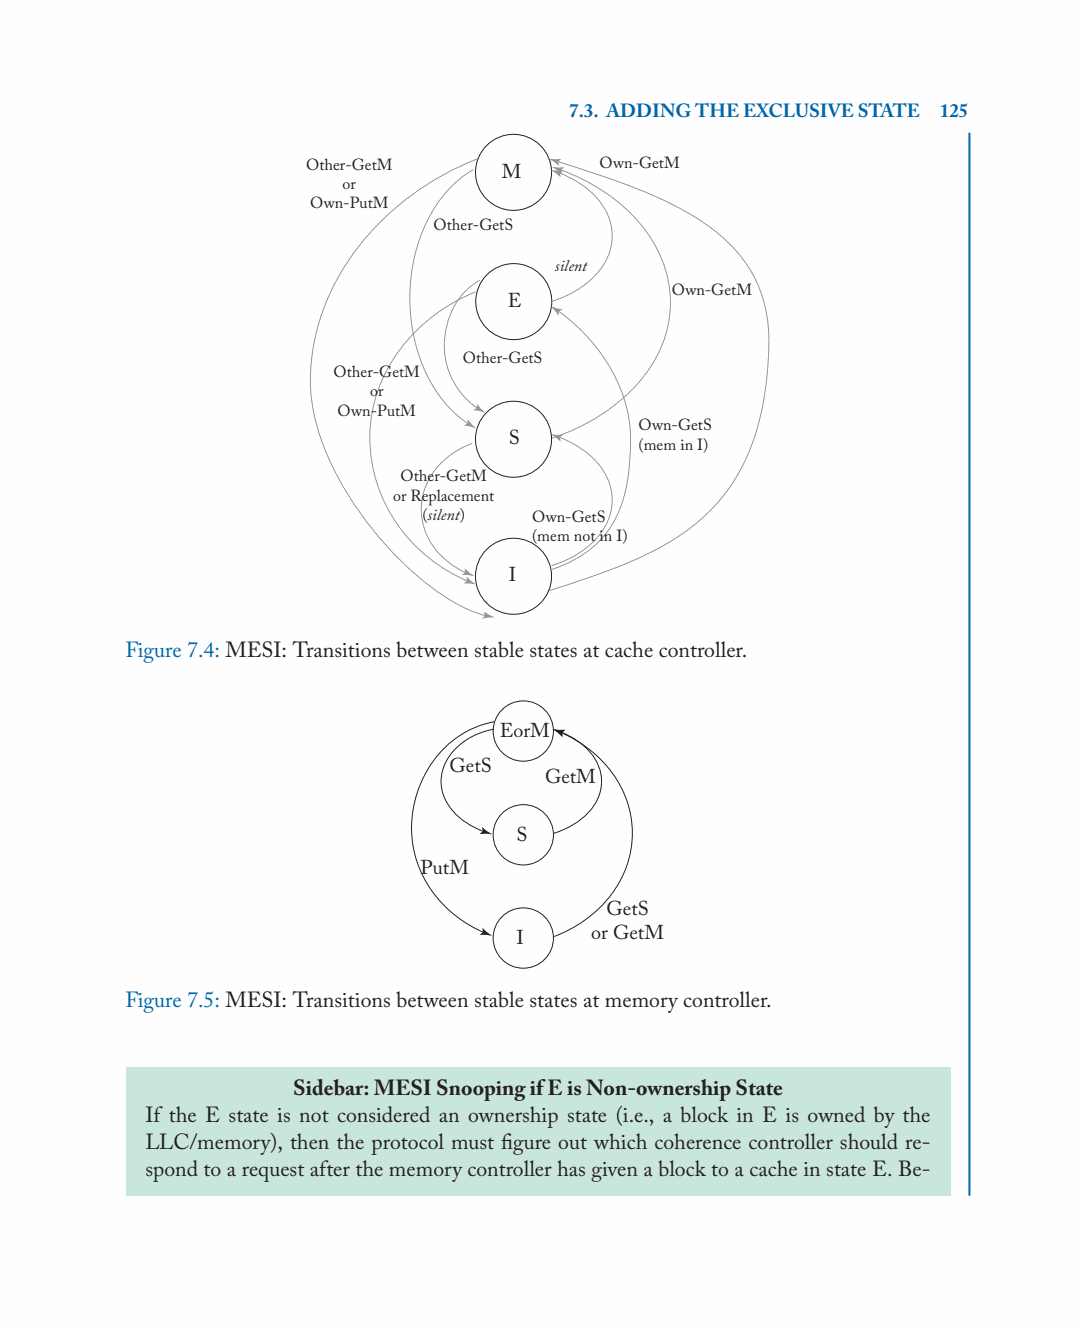 7.3. ADDING THE EXCLUSIVE STATE 125
Other-GetM
or
Own-PutM
M
Own-GetM
Other-GetS
silent
E
Own-GetM
Other-GetS
Other-GetM
or
Own-PutM
S
Own-GetS
(mem in I)
Other-GetM
or Replacement
(silent)
Own-GetS
(mem not in I)
I
Figure 7.4: MESI: Transitions between stable states at cache controller.
EorM
GetS
GetM
S
PutM
GetS
or GetM
I
Figure 7.5: MESI: Transitions between stable states at memory controller.
Sidebar: MESI Snooping if E is Non-ownership State
If the E state is not considered an ownership state (i.e., a block in E is owned by the
LLC/memory), then the protocol must figure out which coherence controller should re-
spond to a request after the memory controller has given a block to a cache in state E. Be-